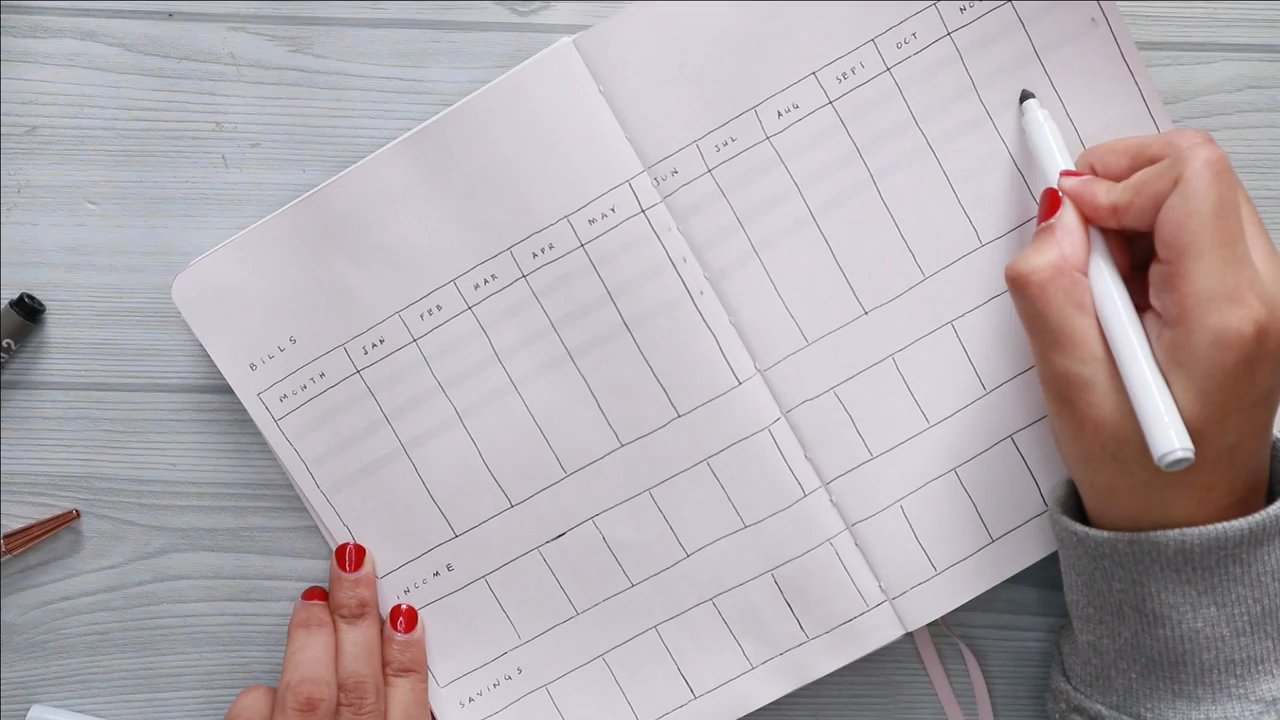 BILLS
MONTH JAN FEB MAR APR MAY JUN JUL AUG SEPT OCT
INCOME
SAVINGS